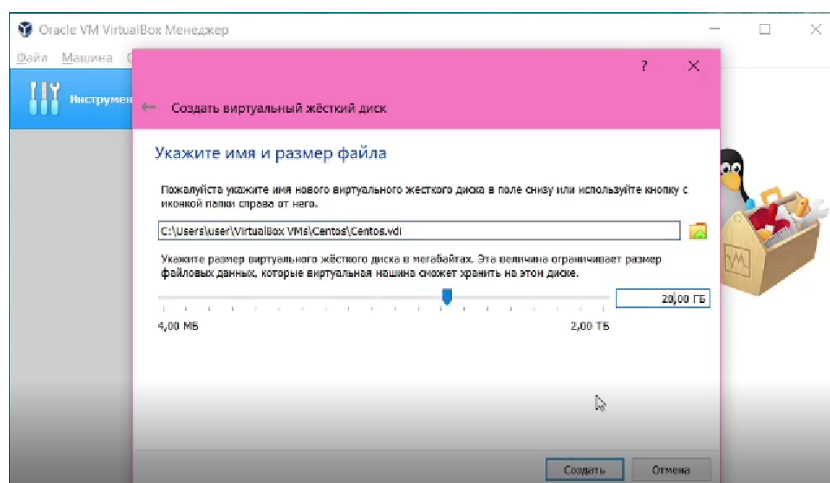 Oracle VM VirtualBox Менеджер
Файл Машина С
Инструмен
Создать виртуальный жёсткий диск
Укажите имя и размер файла
Пожалуйста укажите имя нового виртуального жёсткого диска в поле снизу или используйте кнопку с
иконкой папки справа от него.
C:\Users\user\VirtualBox VMs\Centos\Centos.vdi
Укажите размер виртуального жёсткого диска в мегабайтах. Эта величина ограничивает размер
файловых данных, которые виртуальная машина сможет хранить на этом диске.
20,00 ГБ
4,00 МБ 2,00 ТБ
Создать Отмена